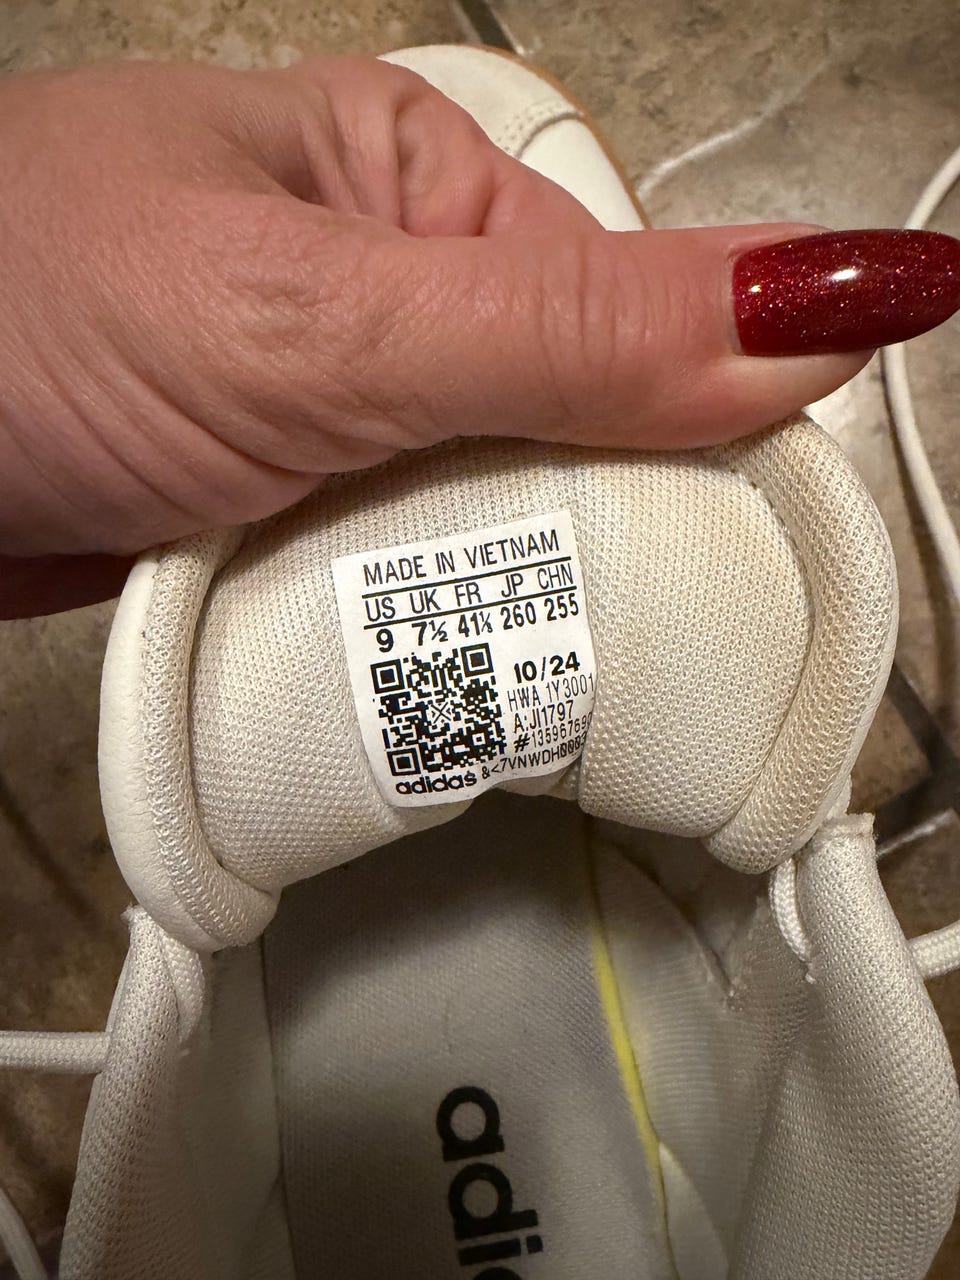 MADE IN VIETNAM
US UK FR JP CHN
9 7½ 41⅓ 260 255
10/24
HWA 1Y3001
A:JI1797
adidas
adi